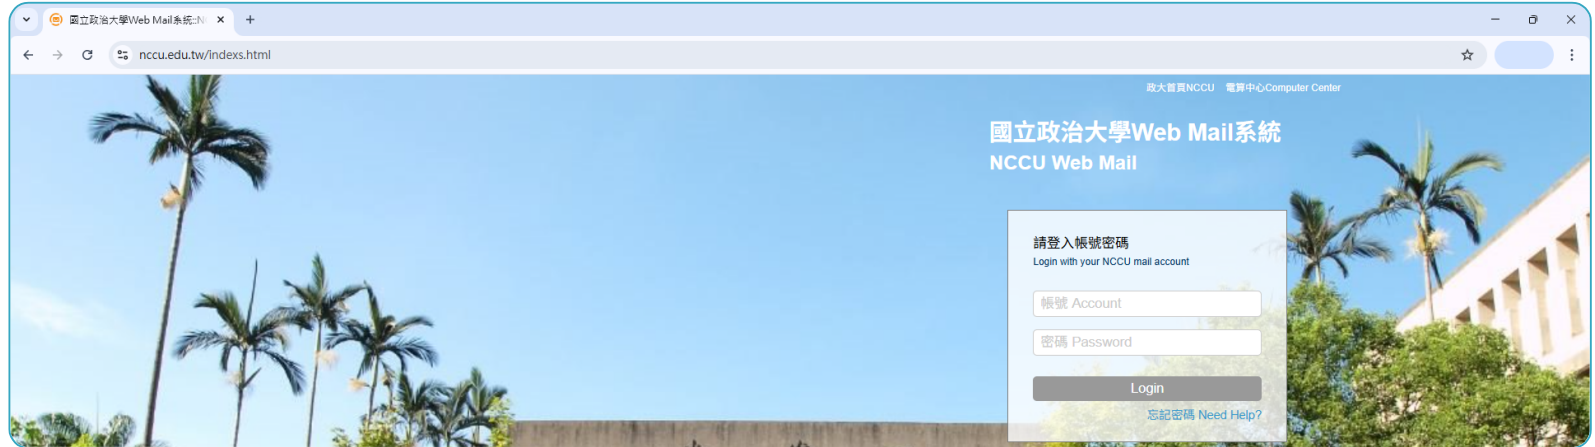 國立政治大學Web Mail系統::N
nccu.edu.tw/indexs.html
政大首頁NCCU 電算中心Computer Center
國立政治大學Web Mail系統
NCCU Web Mail
請登入帳號密碼
Login with your NCCU mail account
帳號 Account
密碼 Password
Login
忘記密碼 Need Help?